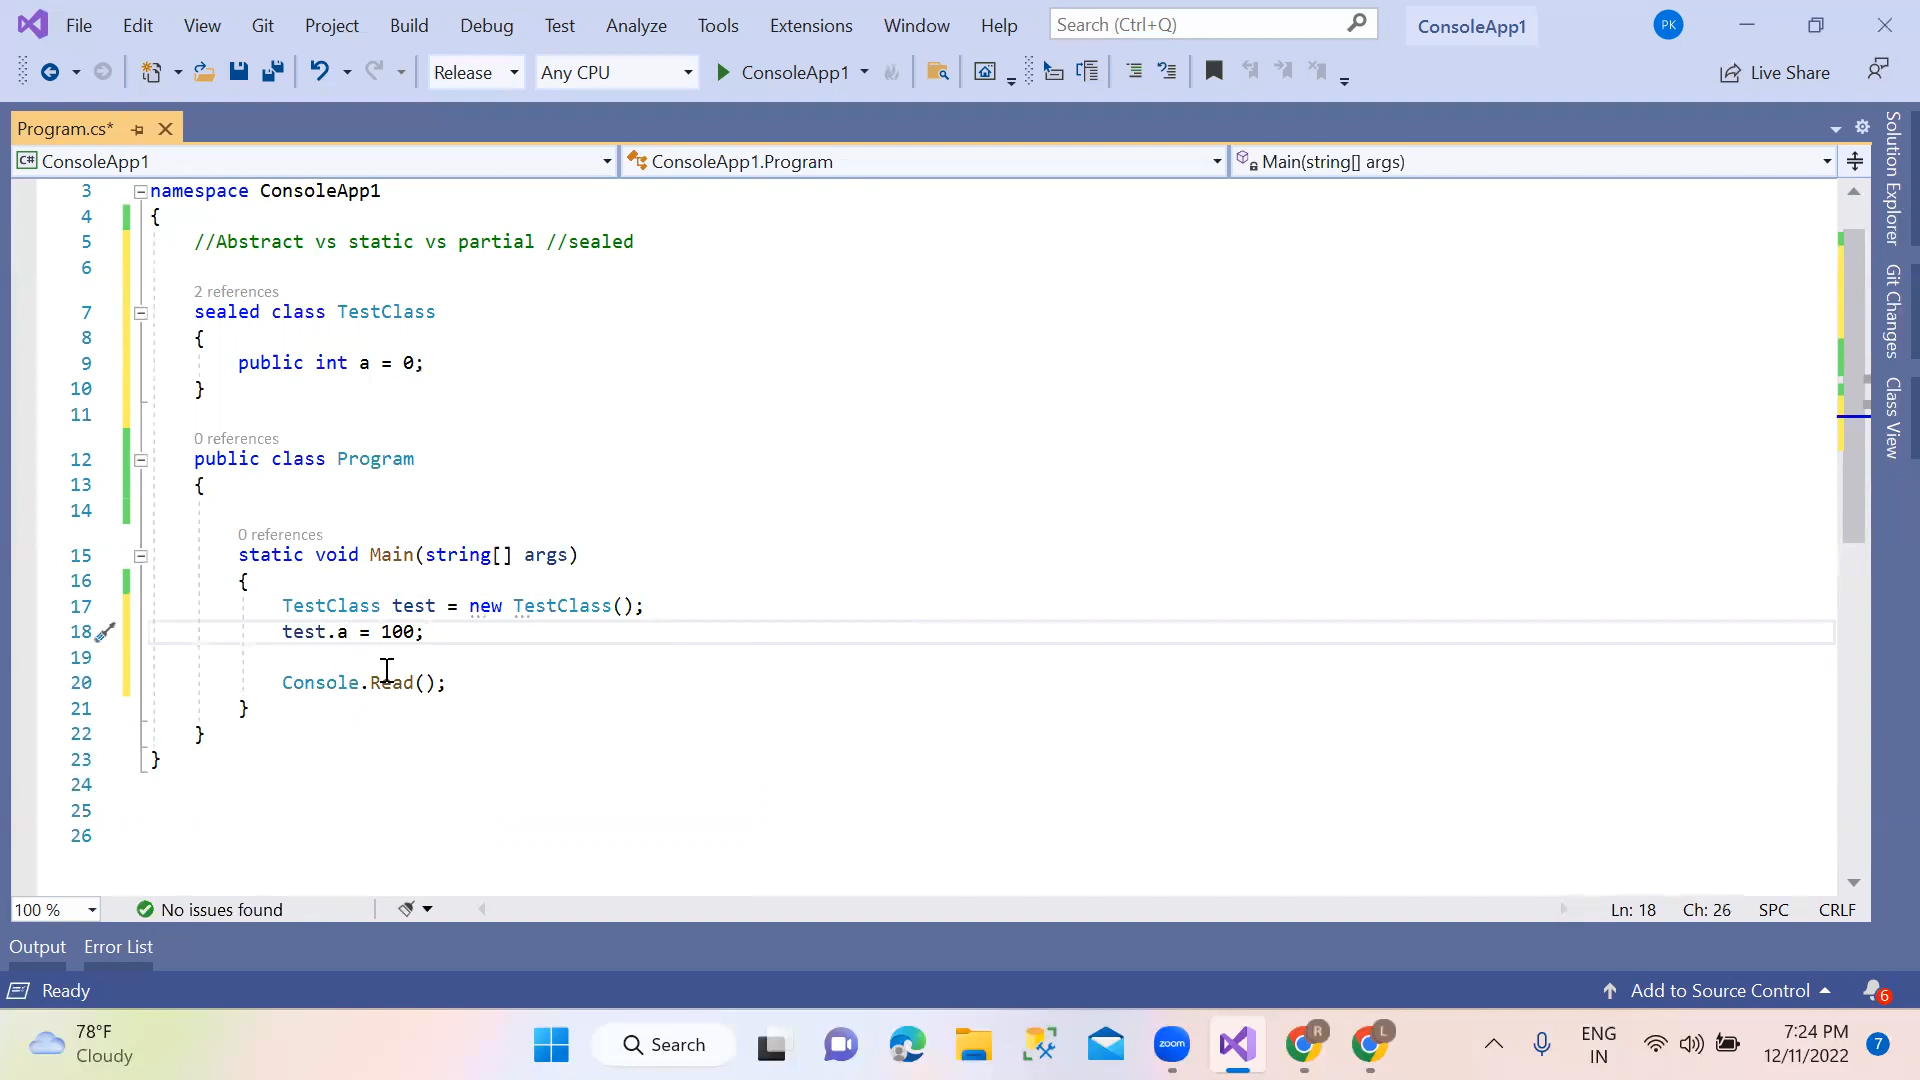 File Edit View Git Project Build Debug Test Analyze Tools Extensions Window Help Search (Ctrl+Q) ConsoleApp1 PK
Release Any CPU ConsoleApp1 Live Share
Program.cs*
C# ConsoleApp1 ConsoleApp1.Program Main(string[] args)
3 namespace ConsoleApp1
4 {
5 //Abstract vs static vs partial //sealed
6
2 references
7 sealed class TestClass
8 {
9 public int a = 0;
10 }
11
0 references
12 public class Program
13 {
14
0 references
15 static void Main(string[] args)
16 {
17 TestClass test = new TestClass();
18 test.a = 100;
19
20 Console.Read();
21 }
22 }
23 }
24
25
26
Solution Explorer
Git Changes
Class View
100 % No issues found Ln: 18 Ch: 26 SPC CRLF
Output Error List
Ready Add to Source Control 6
78°F
Cloudy
Search
zoom
R
L
ENG
IN
7:24 PM
12/11/2022
7